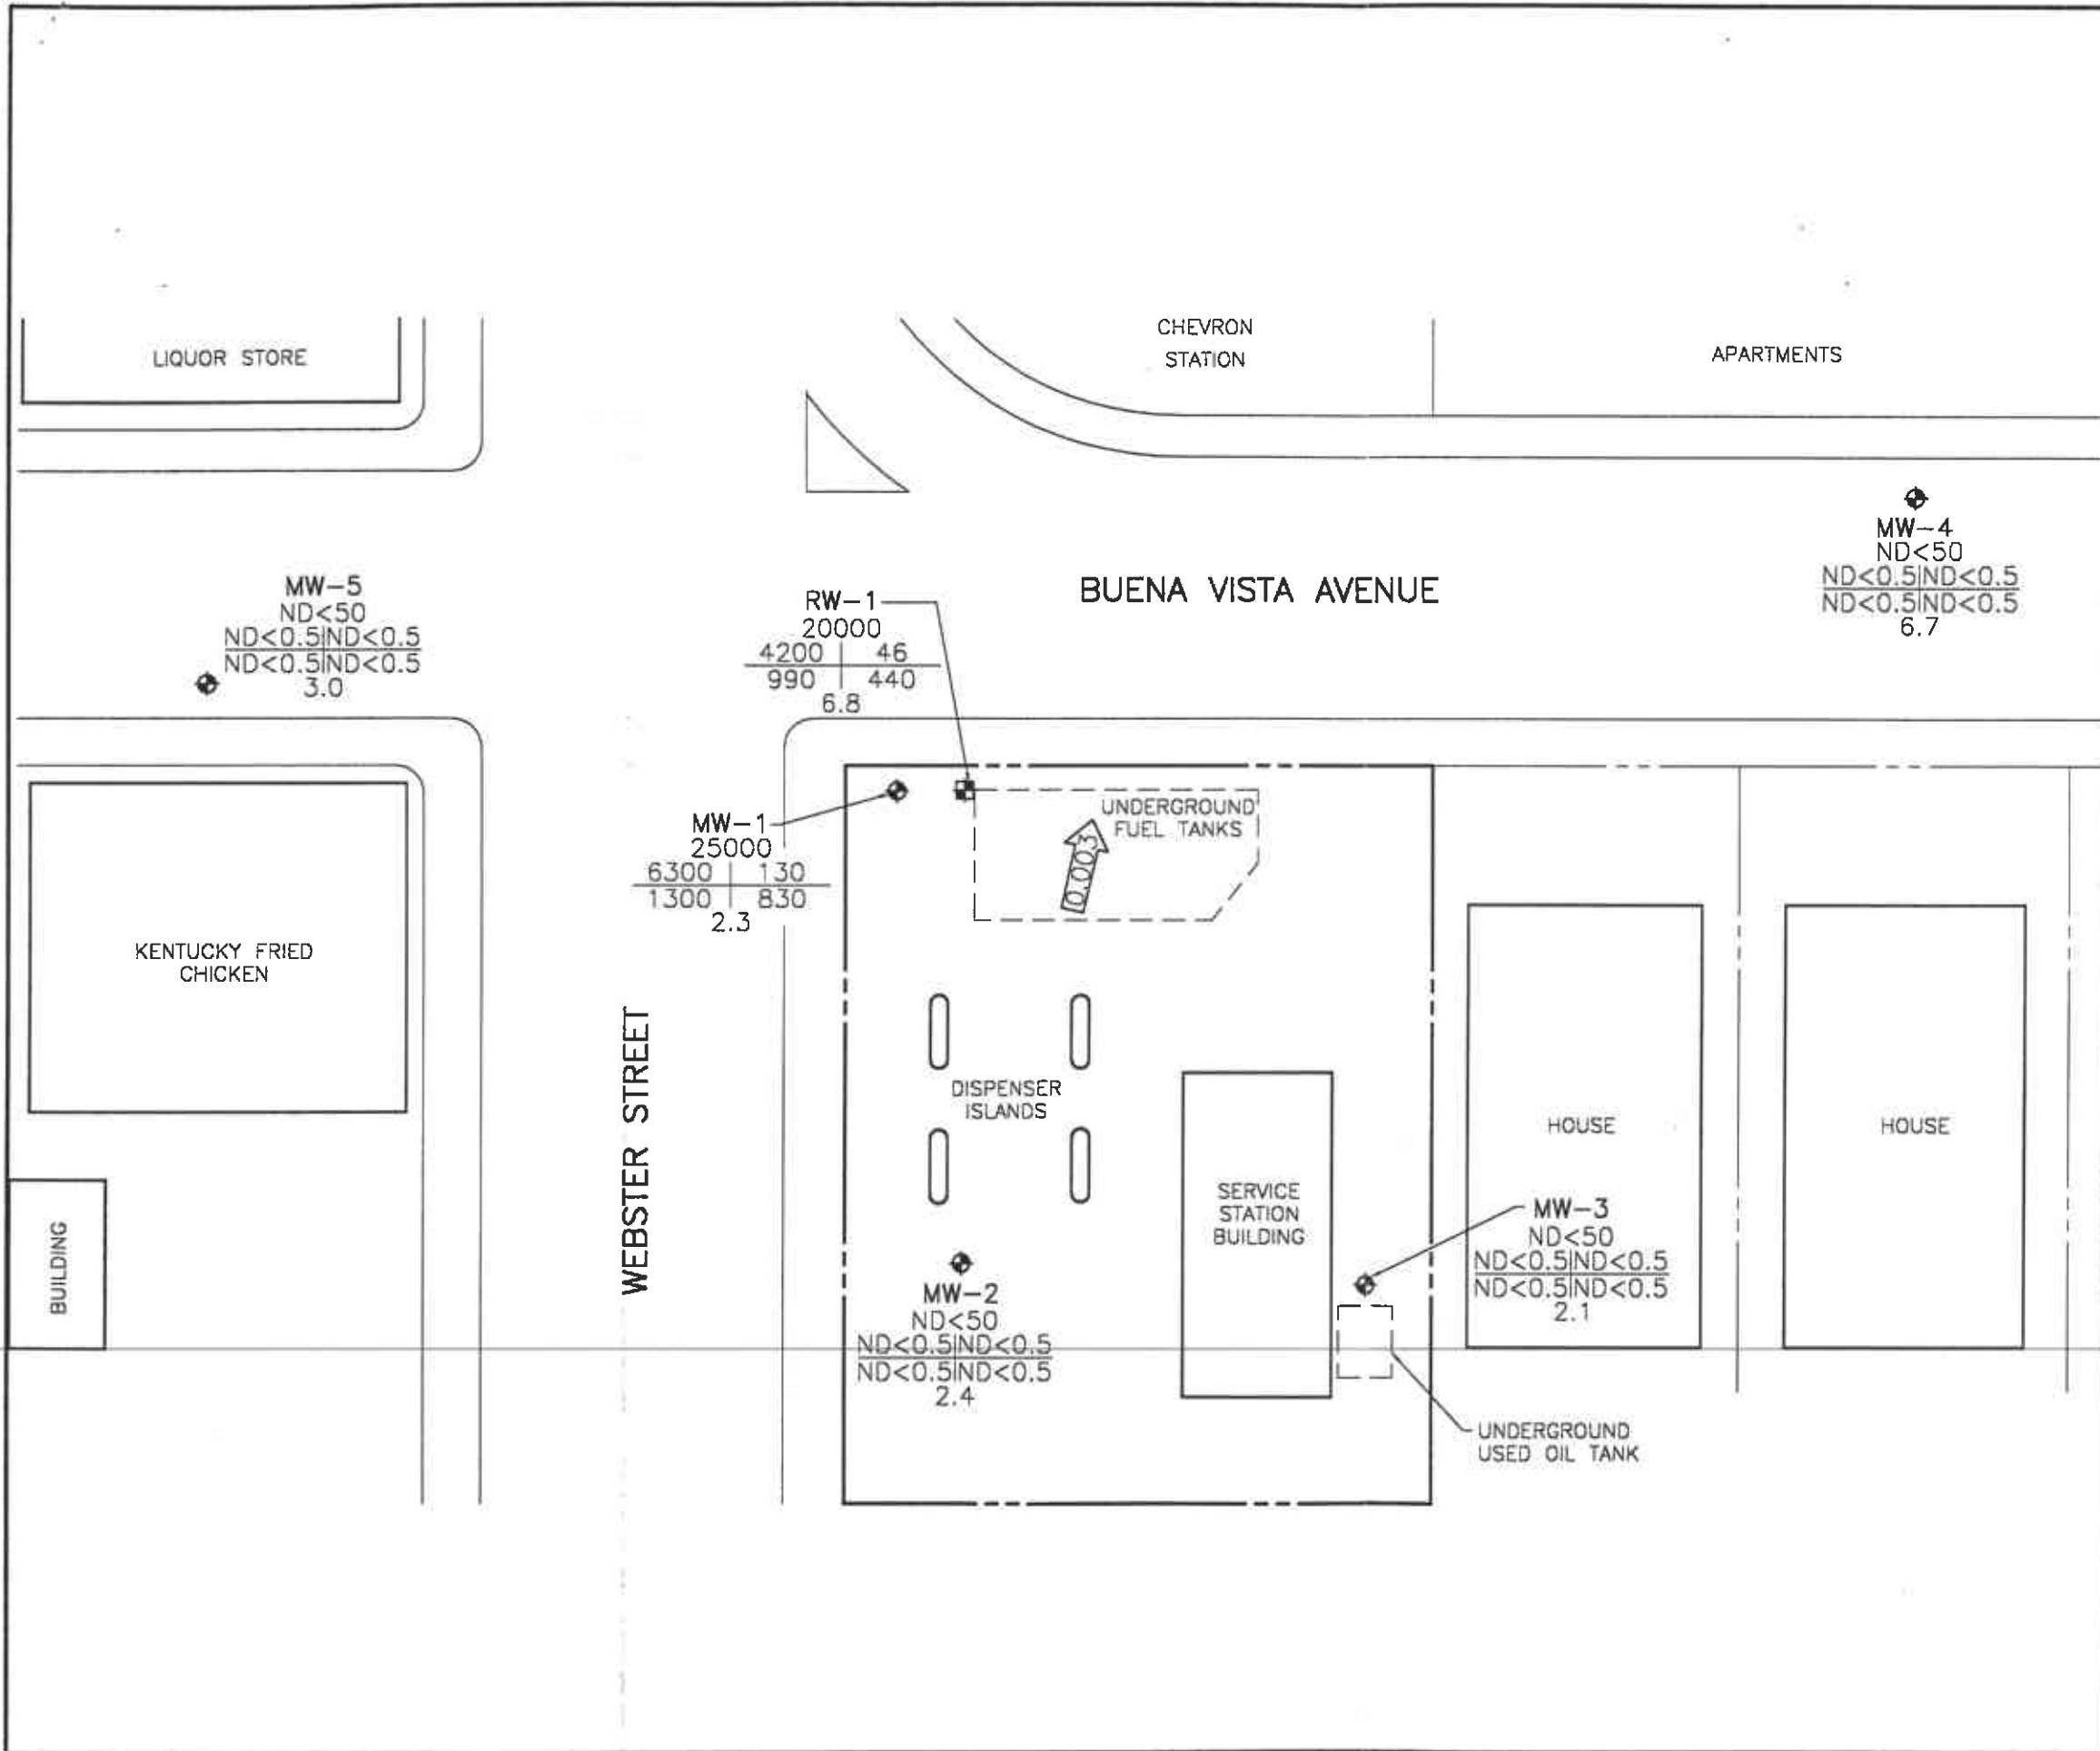 LIQUOR STORE
CHEVRON
STATION
APARTMENTS
MW-4
ND<50
ND<0.5|ND<0.5
ND<0.5|ND<0.5
6.7
MW-5
ND<50
ND<0.5|ND<0.5
ND<0.5|ND<0.5
3.0
BUENA VISTA AVENUE
RW-1
20000
4200 | 46
990 | 440
6.8
MW-1
25000
6300 | 130
1300 | 830
2.3
UNDERGROUND
FUEL TANKS
0.003
KENTUCKY FRIED
CHICKEN
WEBSTER STREET
DISPENSER
ISLANDS
HOUSE
HOUSE
BUILDING
SERVICE
STATION
BUILDING
MW-3
ND<50
ND<0.5|ND<0.5
ND<0.5|ND<0.5
2.1
MW-2
ND<50
ND<0.5|ND<0.5
ND<0.5|ND<0.5
2.4
UNDERGROUND
USED OIL TANK